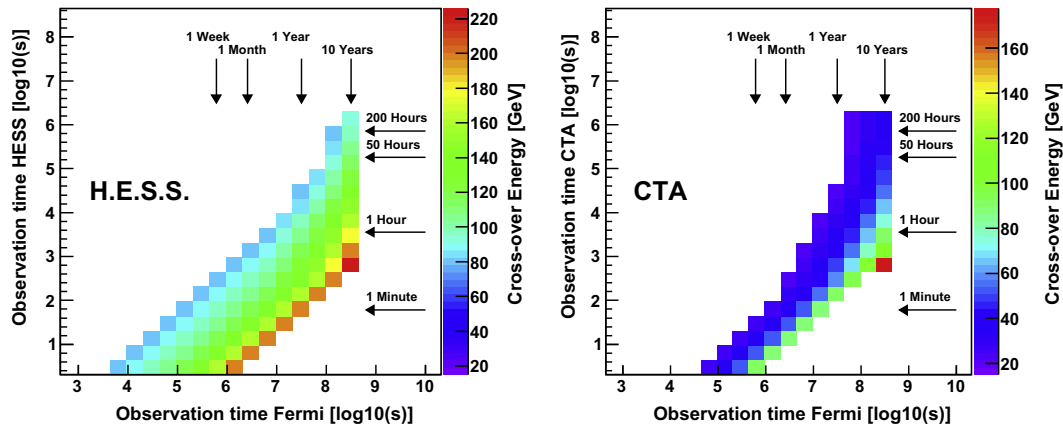 1 Week
1 Month
1 Year
10 Years
200 Hours
50 Hours
1 Hour
1 Minute
H.E.S.S.
Observation time HESS [log10(s)]
8
7
6
5
4
3
2
1
3 4 5 6 7 8 9 10
Observation time Fermi [log10(s)]
220
200
180
160
140
120
100
80
60
40
20
Cross-over Energy [GeV]
1 Week
1 Month
1 Year
10 Years
200 Hours
50 Hours
1 Hour
1 Minute
CTA
Observation time CTA [log10(s)]
8
7
6
5
4
3
2
1
3 4 5 6 7 8 9 10
Observation time Fermi [log10(s)]
160
140
120
100
80
60
40
20
Cross-over Energy [GeV]